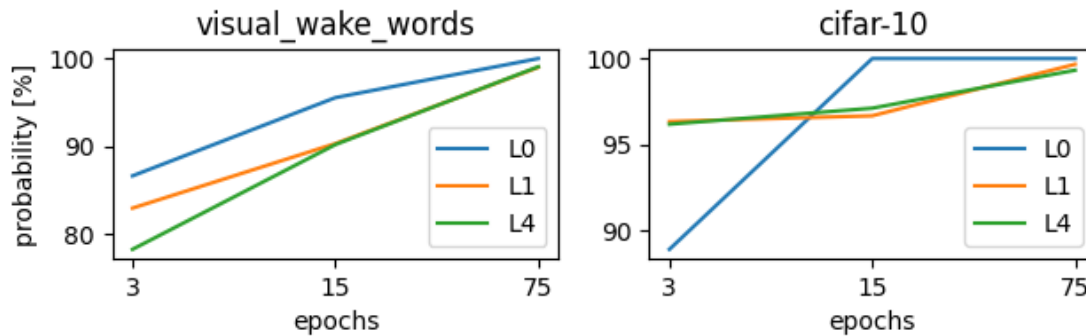 visual_wake_words
probability [%]
100
90
80
3 15 75
epochs
L0
L1
L4
cifar-10
100
95
90
3 15 75
epochs
L0
L1
L4